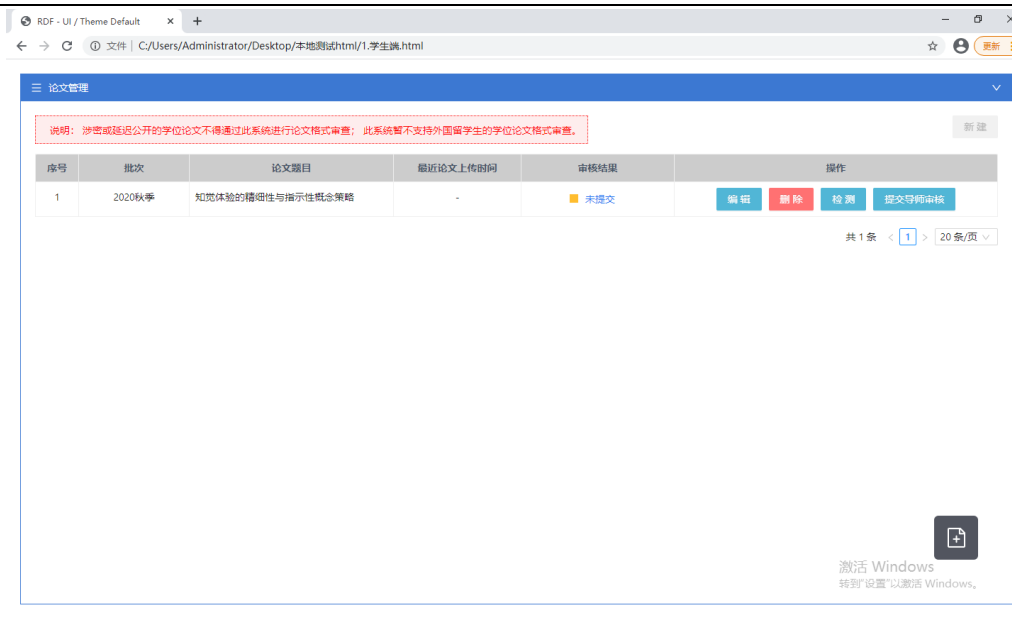 RDF - UI / Theme Default
文件 C:/Users/Administrator/Desktop/本地测试html/1.学生端.html
更新
论文管理
说明： 涉密或延迟公开的学位论文不得通过此系统进行论文格式审查； 此系统暂不支持外国留学生的学位论文格式审查。
新 建
序号 批次 论文题目 最近论文上传时间 审核结果 操作
1 2020秋季 知觉体验的精细性与指示性概念策略 - 未提交 编 辑 删 除 检 测 提交导师审核
共 1 条 < 1 > 20 条/页
激活 Windows
转到"设置"以激活 Windows。